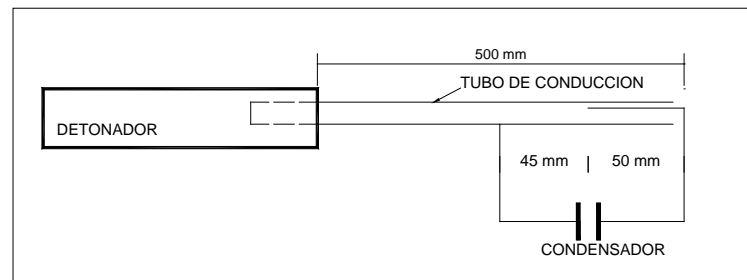 500 mm
TUBO DE CONDUCCION
DETONADOR
45 mm
50 mm
CONDENSADOR